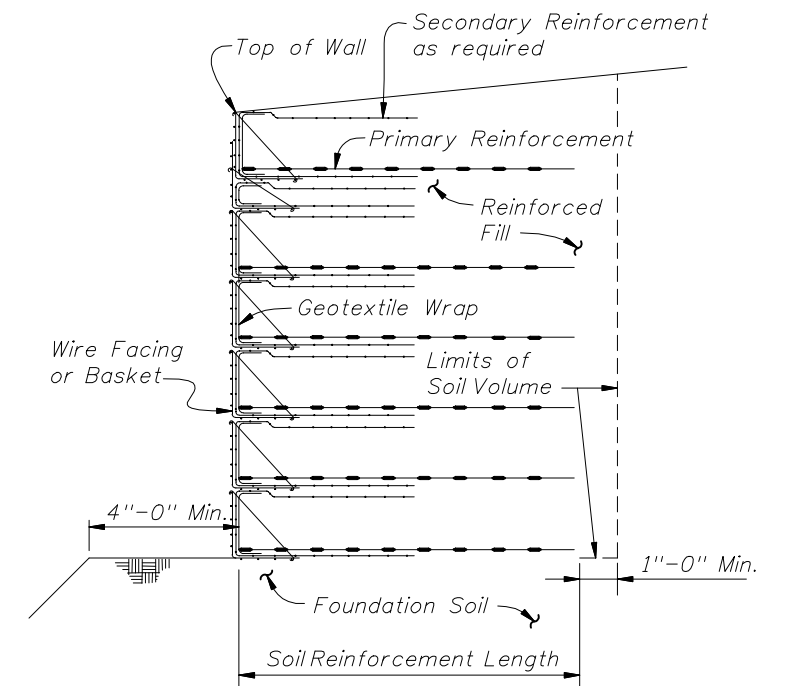 Secondary Reinforcement
as required
Top of Wall
Primary Reinforcement
Reinforced
Fill
Geotextile Wrap
Wire Facing
or Basket
Limits of
Soil Volume
4"-0" Min.
1"-0" Min.
Foundation Soil
Soil Reinforcement Length